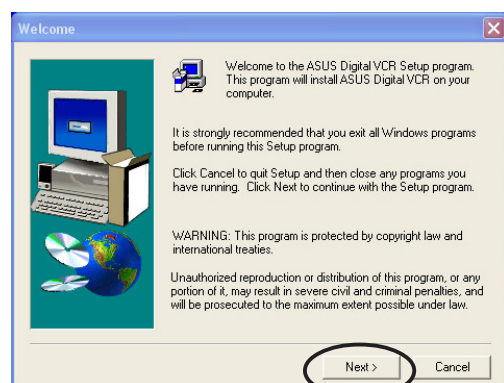 Welcome
Welcome to the ASUS Digital VCR Setup program.
This program will install ASUS Digital VCR on your
computer.
It is strongly recommended that you exit all Windows programs
before running this Setup program.
Click Cancel to quit Setup and then close any programs you
have running. Click Next to continue with the Setup program.
WARNING: This program is protected by copyright law and
international treaties.
Unauthorized reproduction or distribution of this program, or any
portion of it, may result in severe civil and criminal penalties, and
will be prosecuted to the maximum extent possible under law.
Next > Cancel